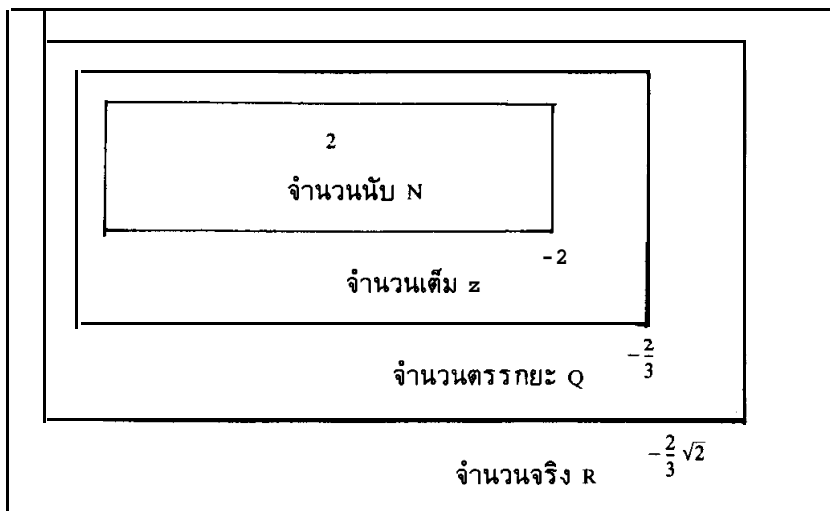 2
จำนวนนับ N
-2
จำนวนเต็ม z
จำนวนตรรกยะ Q -2/3
จำนวนจริง R -2/3 √2